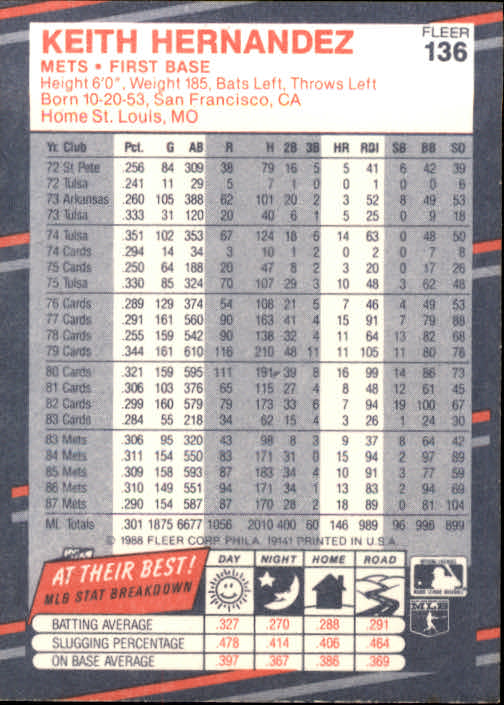 KEITH HERNANDEZ
FLEER
136
METS • FIRST BASE
Height 6'0", Weight 185, Bats Left, Throws Left
Born 10-20-53, San Francisco, CA
Home St. Louis, MO
Yr. Club Pct. G AB R H 2B 3B HR RBI SB BB SO
72 St Pete .256 84 309 38 79 16 5 5 41 6 42 39
72 Tulsa .241 11 29 5 7 1 0 0 1 0 0 6
73 Arkansas .260 105 388 62 101 20 2 3 52 8 49 53
73 Tulsa .333 31 120 20 40 6 1 5 25 0 9 18
74 Tulsa .351 102 353 67 124 18 6 14 63 0 48 50
74 Cards .294 14 34 3 10 1 2 0 2 0 7 8
75 Cards .250 64 188 20 47 8 2 3 20 0 17 26
75 Tulsa .330 85 324 70 107 29 3 10 48 3 62 48
76 Cards .289 129 374 54 108 21 5 7 46 4 49 53
77 Cards .291 161 560 90 163 41 4 15 91 7 79 88
78 Cards .255 159 542 90 138 32 4 11 64 13 82 68
79 Cards .344 161 610 116 210 48 11 11 105 11 80 78
80 Cards .321 159 595 111 191 39 8 16 99 14 86 73
81 Cards .306 103 376 65 115 27 4 8 48 12 61 45
82 Cards .299 160 579 79 173 33 6 7 94 19 100 67
83 Cards .284 55 218 34 62 15 4 3 26 1 24 30
83 Mets .306 95 320 43 98 8 3 9 37 8 64 42
84 Mets .311 154 550 83 171 31 0 15 94 2 97 89
85 Mets .309 158 593 87 183 34 4 10 91 3 77 59
86 Mets .310 149 551 94 171 34 1 13 83 2 94 69
87 Mets .290 154 587 87 170 28 2 18 89 0 81 104
ML Totals .301 1875 6677 1056 2010 400 60 146 989 96 998 899
© 1988 FLEER CORP. PHILA. 19141 PRINTED IN U.S.A.
AT THEIR BEST!
MLB STAT BREAKDOWN
DAY NIGHT HOME ROAD
BATTING AVERAGE .327 .270 .288 .291
SLUGGING PERCENTAGE .478 .414 .406 .464
ON BASE AVERAGE .397 .367 .386 .369
MLB